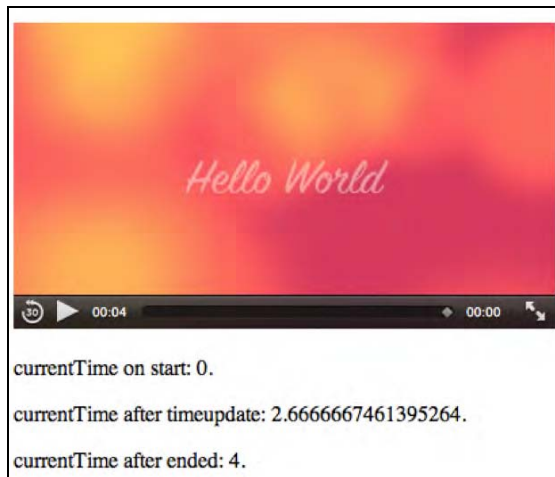 Hello World
30 00:04 00:00
currentTime on start: 0.
currentTime after timeupdate: 2.6666667461395264.
currentTime after ended: 4.